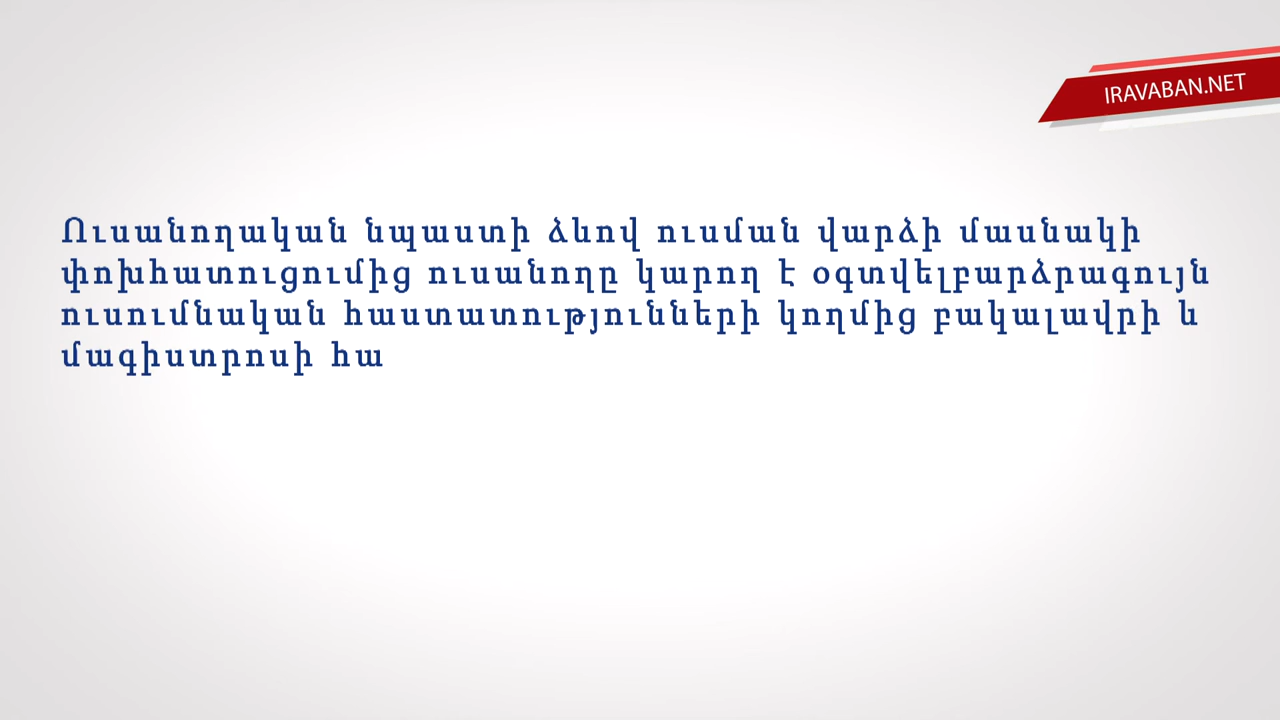 IRAVABAN.NET
Ուսանողական նպաստի ձևով ուսման վարձի մասնակի
փոխհատուցումից ուսանողը կարող է օգտվելբարձրագույն
ուսումնական հաստատությունների կողմից բակալավրի և
մագիստրոսի հա